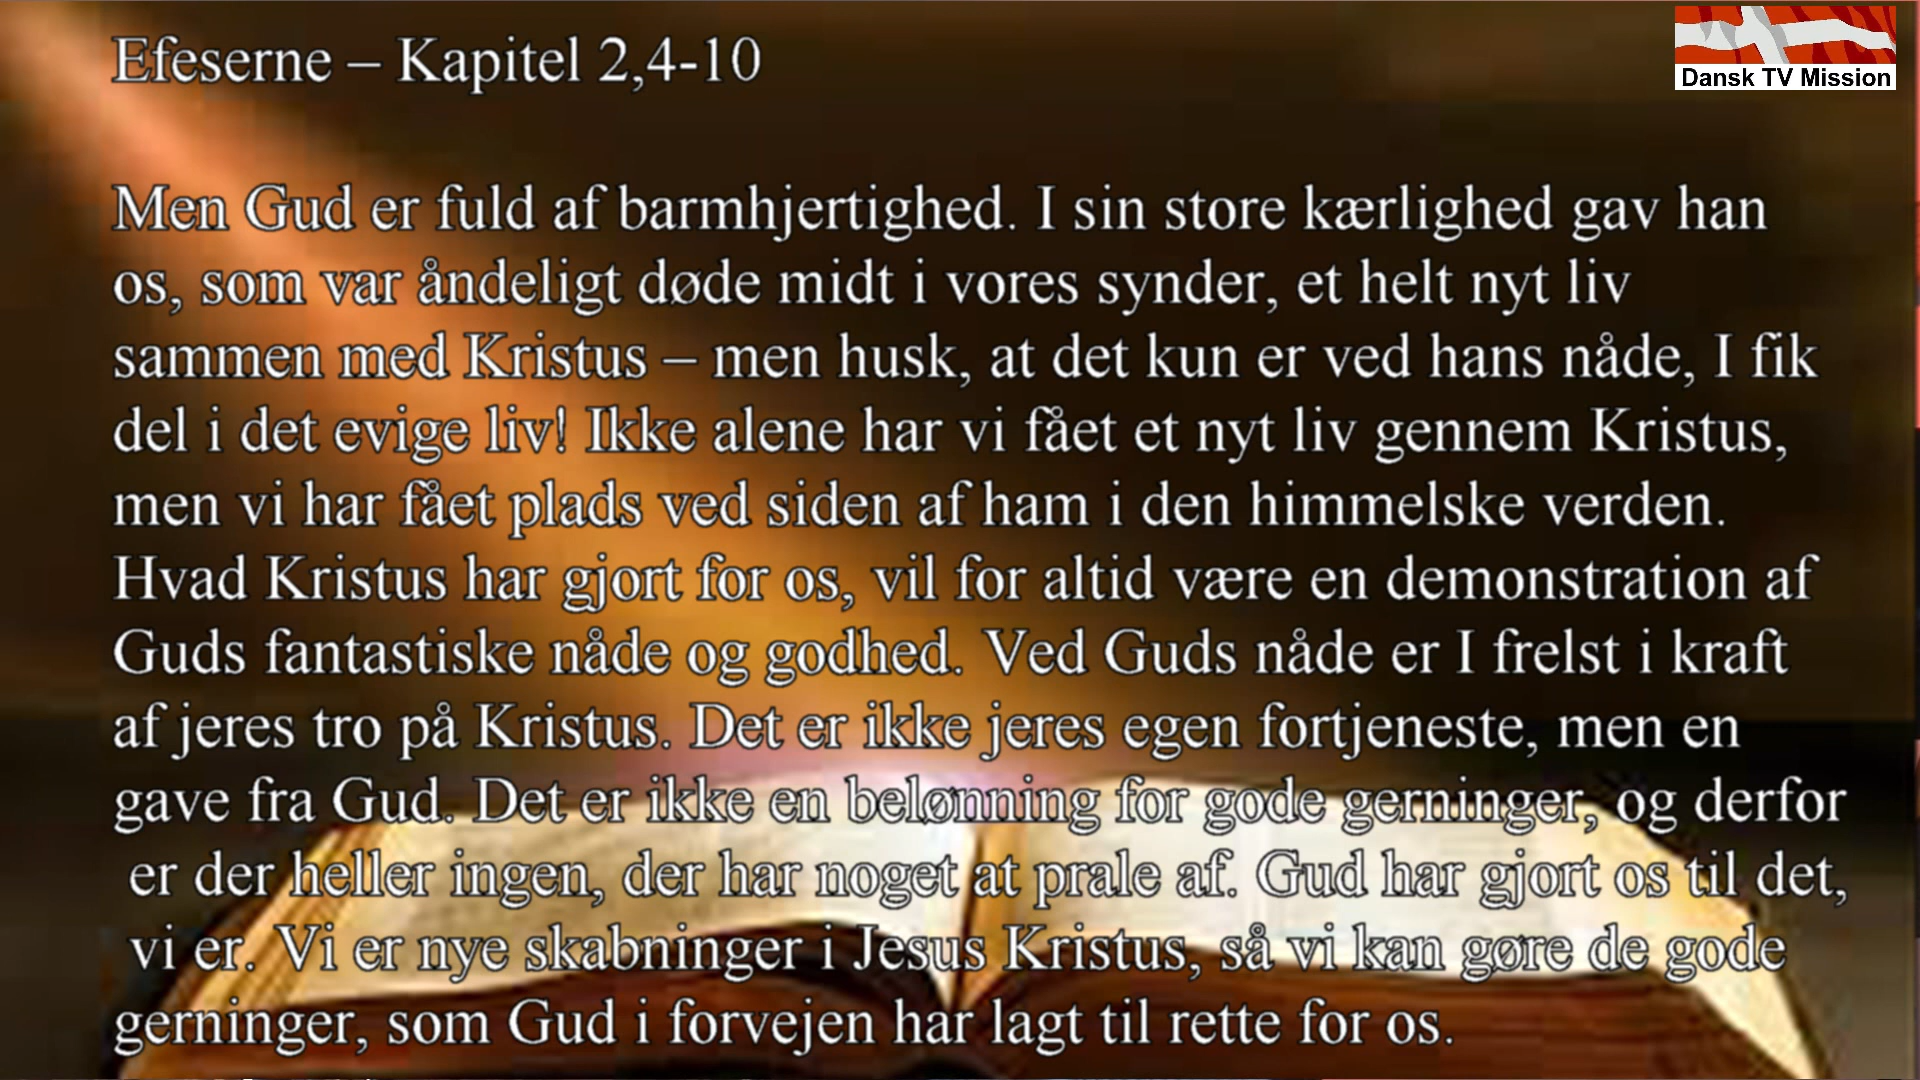 Efeserne – Kapitel 2,4-10
Dansk TV Mission
Men Gud er fuld af barmhjertighed. I sin store kærlighed gav han
os, som var åndeligt døde midt i vores synder, et helt nyt liv
sammen med Kristus – men husk, at det kun er ved hans nåde, I fik
del i det evige liv! Ikke alene har vi fået et nyt liv gennem Kristus,
men vi har fået plads ved siden af ham i den himmelske verden.
Hvad Kristus har gjort for os, vil for altid være en demonstration af
Guds fantastiske nåde og godhed. Ved Guds nåde er I frelst i kraft
af jeres tro på Kristus. Det er ikke jeres egen fortjeneste, men en
gave fra Gud. Det er ikke en belønning for gode gerninger, og derfor
er der heller ingen, der har noget at prale af. Gud har gjort os til det,
vi er. Vi er nye skabninger i Jesus Kristus, så vi kan gøre de gode
gerninger, som Gud i forvejen har lagt til rette for os.